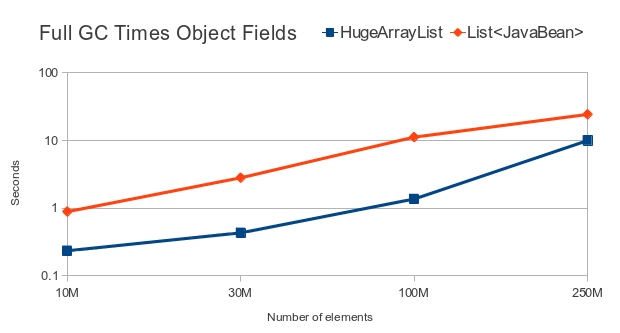 Full GC Times Object Fields
HugeArrayList
List<JavaBean>
100
10
1
0.1
Seconds
10M
30M
100M
250M
Number of elements